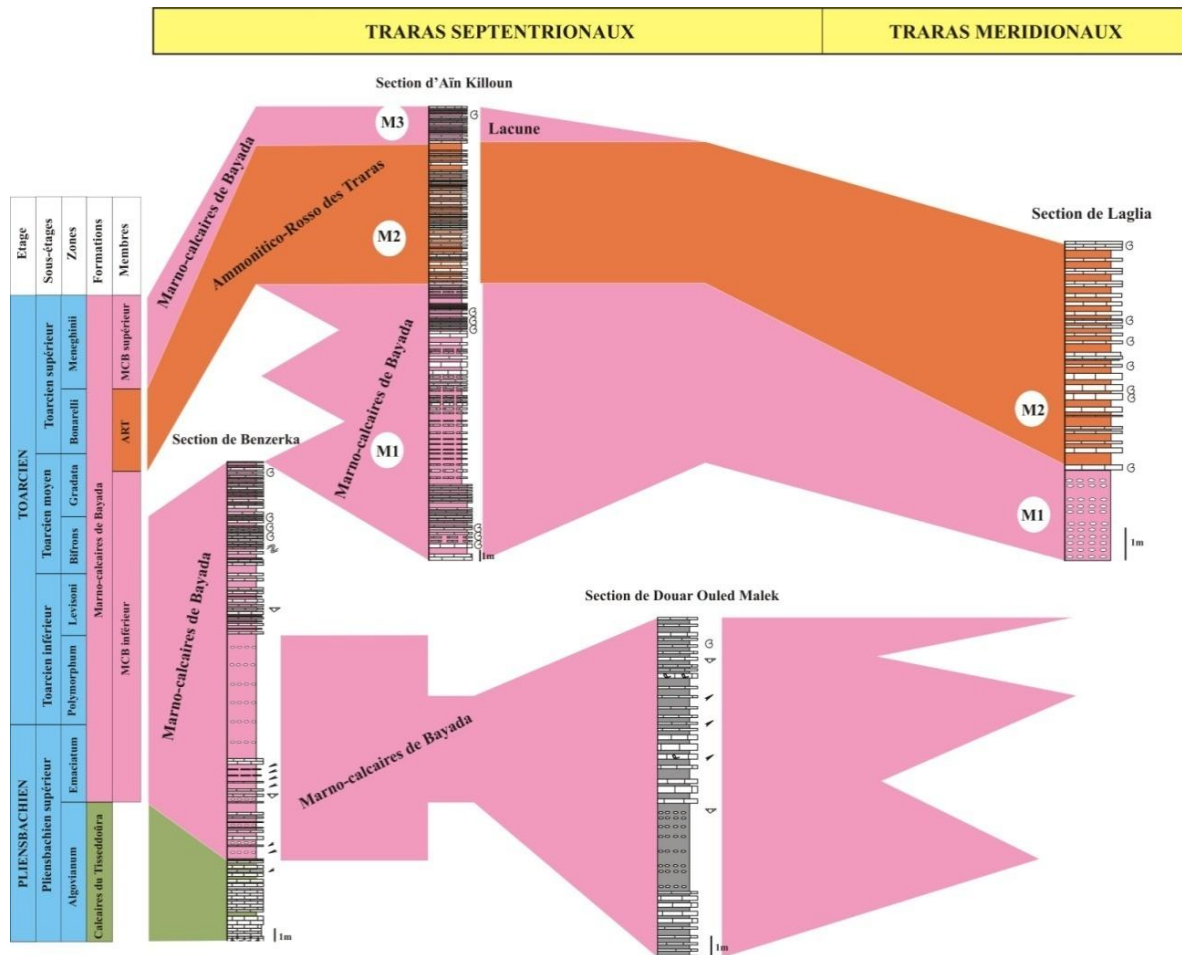 TRARAS SEPTENTRIONAUX
TRARAS MERIDIONAUX
Section d'Aïn Killoun
M3
Lacune
Marno-calcaires de Bayada
Ammonitico-Rosso des Traras
M2
Section de Laglia
Etage
Sous-étages
Zones
Formations
Membres
TOARCIEN
PLIENSBACHIEN
Toarcien supérieur
Toarcien moyen
Toarcien inférieur
Pliensbachien supérieur
Meneghinii
Bonarelli
Gradata
Bifrons
Levisoni
Polymorphum
Emaciatum
Algovianum
Marno-calcaires de Bayada
Calcaires du Tisseddoûra
MCB supérieur
ART
MCB inférieur
Section de Benzerka
Marno-calcaires de Bayada
M1
Marno-calcaires de Bayada
1m
M2
M1
1m
Section de Douar Ouled Malek
Marno-calcaires de Bayada
1m
1m